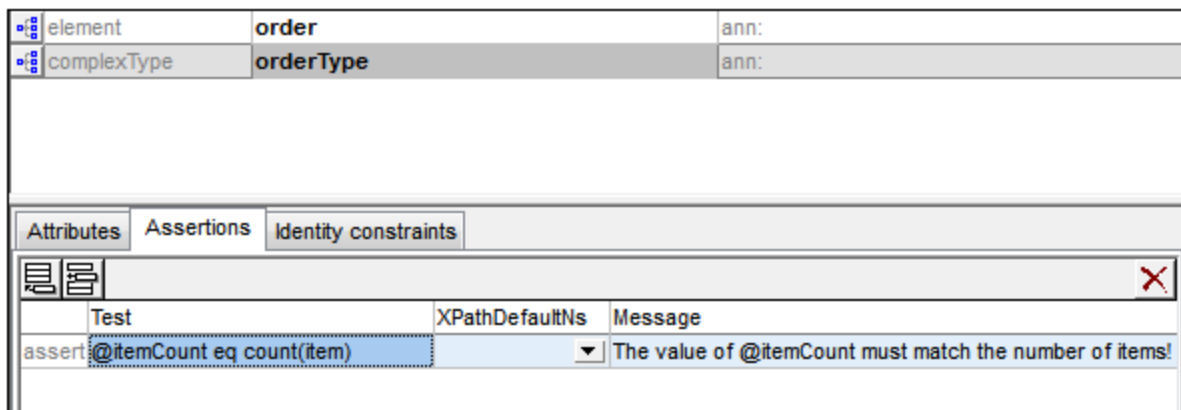 element order ann:
complexType orderType ann:
Attributes Assertions Identity constraints
Test XPathDefaultNs Message
assert @itemCount eq count(item) The value of @itemCount must match the number of items!